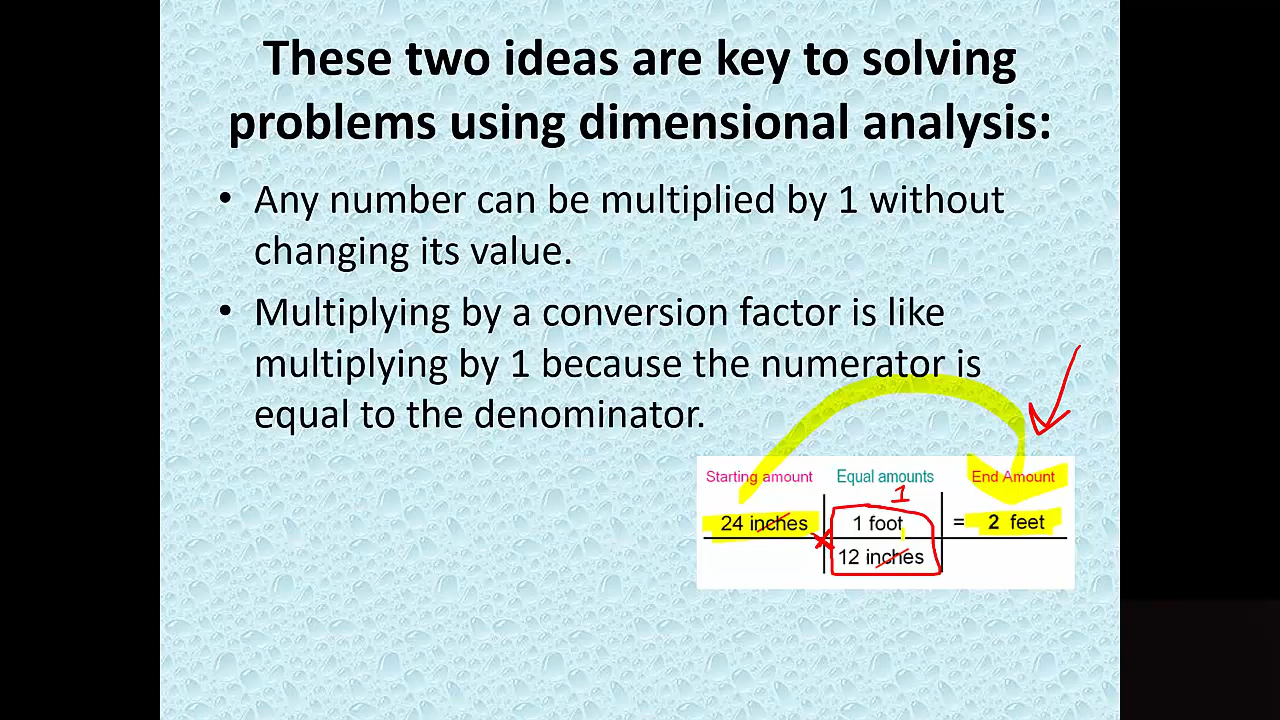 These two ideas are key to solving
problems using dimensional analysis:
• Any number can be multiplied by 1 without
changing its value.
• Multiplying by a conversion factor is like
multiplying by 1 because the numerator is
equal to the denominator.
Starting amount Equal amounts End Amount
1
24 inches 1 foot = 2 feet
×
12 inches